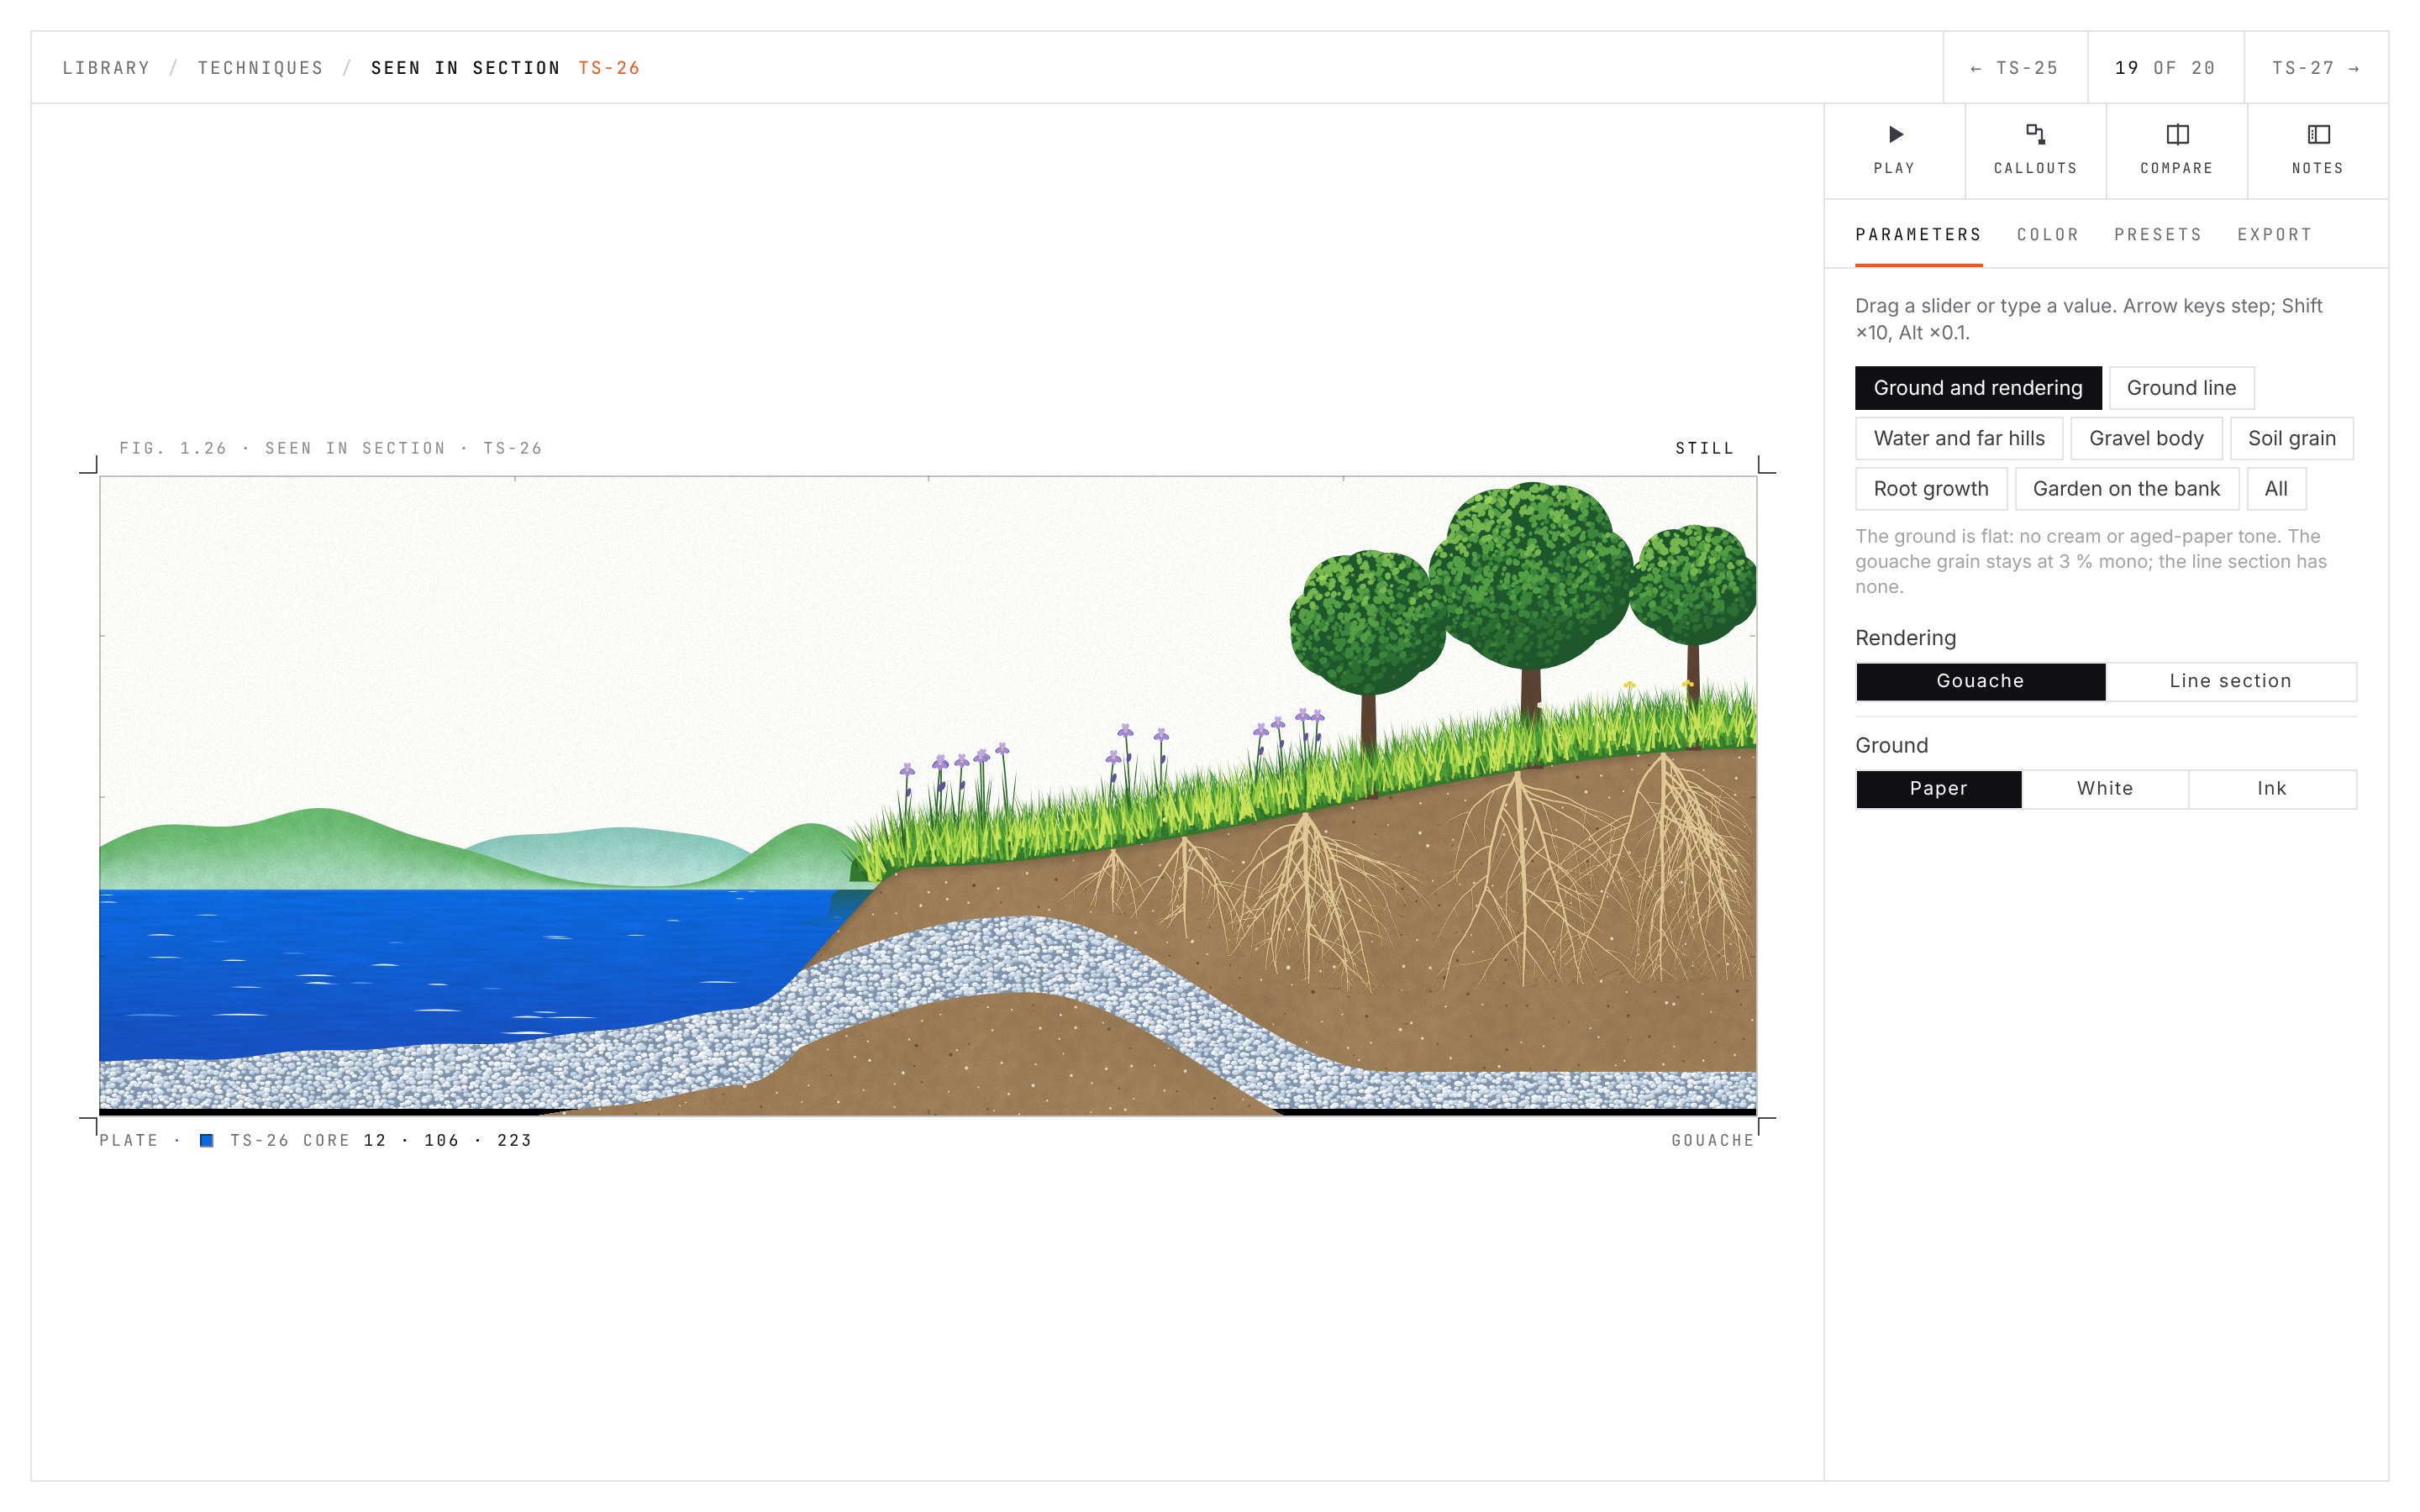 LIBRARY / TECHNIQUES / SEEN IN SECTION TS-26
← TS-25
19 OF 20
TS-27 →
PLAY
CALLOUTS
COMPARE
NOTES
PARAMETERS
COLOR
PRESETS
EXPORT
Drag a slider or type a value. Arrow keys step; Shift
×10, Alt ×0.1.
Ground and rendering
Ground line
Water and far hills
Gravel body
Soil grain
Root growth
Garden on the bank
All
The ground is flat: no cream or aged-paper tone. The
gouache grain stays at 3 % mono; the line section has
none.
Rendering
Gouache
Line section
Ground
Paper
White
Ink
FIG. 1.26 · SEEN IN SECTION · TS-26
STILL
PLATE · TS-26 CORE 12 · 106 · 223
GOUACHE